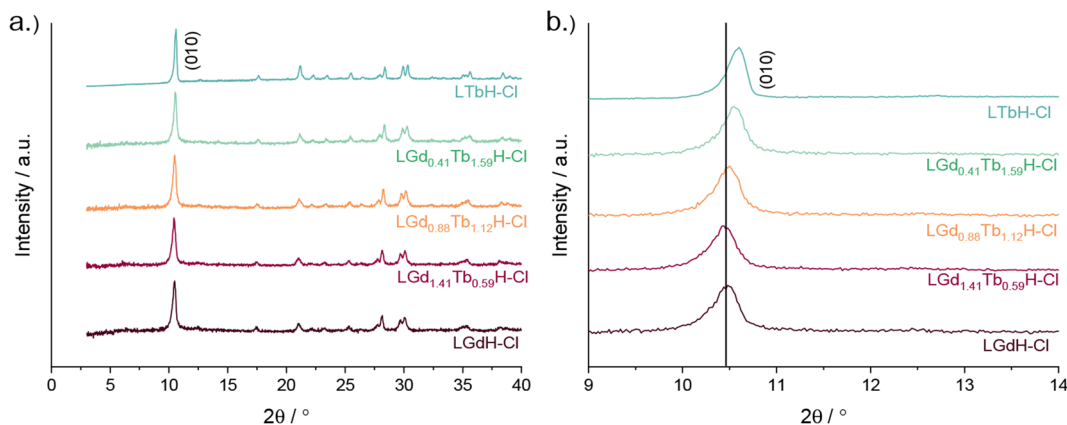 a.)
Intensity / a.u.
(010)
LTbH-Cl
LGd0.41Tb1.59H-Cl
LGd0.88Tb1.12H-Cl
LGd1.41Tb0.59H-Cl
LGdH-Cl
0 5 10 15 20 25 30 35 40
2θ / °
b.)
Intensity / a.u.
(010)
LTbH-Cl
LGd0.41Tb1.59H-Cl
LGd0.88Tb1.12H-Cl
LGd1.41Tb0.59H-Cl
LGdH-Cl
9 10 11 12 13 14
2θ / °